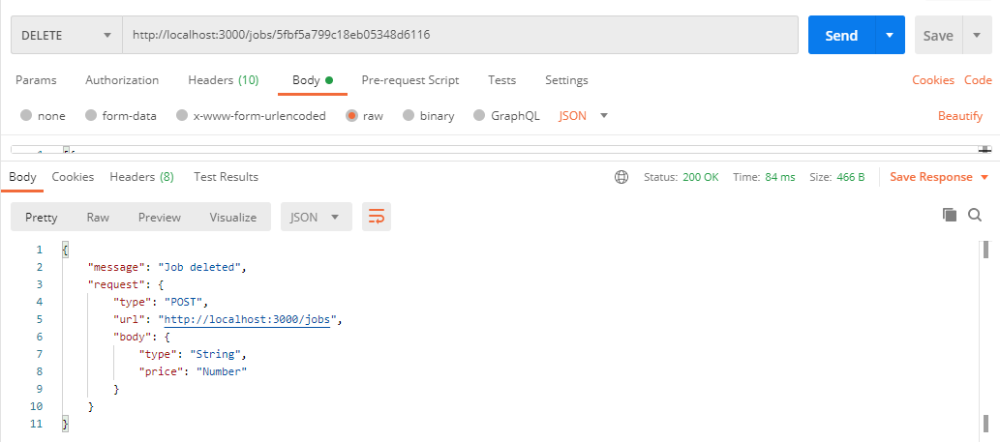 DELETE http://localhost:3000/jobs/5fbf5a799c18eb05348d6116 Send Save
Params Authorization Headers (10) Body Pre-request Script Tests Settings Cookies Code
none form-data x-www-form-urlencoded raw binary GraphQL JSON Beautify
Body Cookies Headers (8) Test Results Status: 200 OK Time: 84 ms Size: 466 B Save Response
Pretty Raw Preview Visualize JSON
1 {
2 "message": "Job deleted",
3 "request": {
4 "type": "POST",
5 "url": "http://localhost:3000/jobs",
6 "body": {
7 "type": "String",
8 "price": "Number"
9 }
10 }
11 }